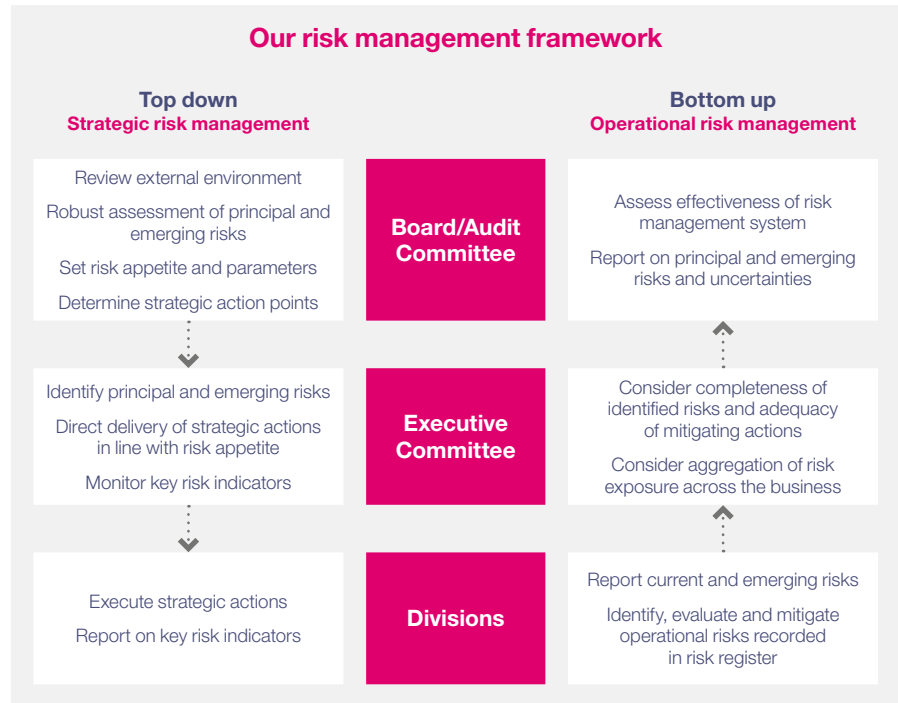 Our risk management framework
Top down
Strategic risk management
Bottom up
Operational risk management
Review external environment
Robust assessment of principal and
emerging risks
Set risk appetite and parameters
Determine strategic action points
Board/Audit
Committee
Assess effectiveness of risk
management system
Report on principal and emerging
risks and uncertainties
Identify principal and emerging risks
Direct delivery of strategic actions
in line with risk appetite
Monitor key risk indicators
Executive
Committee
Consider completeness of
identified risks and adequacy
of mitigating actions
Consider aggregation of risk
exposure across the business
Execute strategic actions
Report on key risk indicators
Divisions
Report current and emerging risks
Identify, evaluate and mitigate
operational risks recorded
in risk register